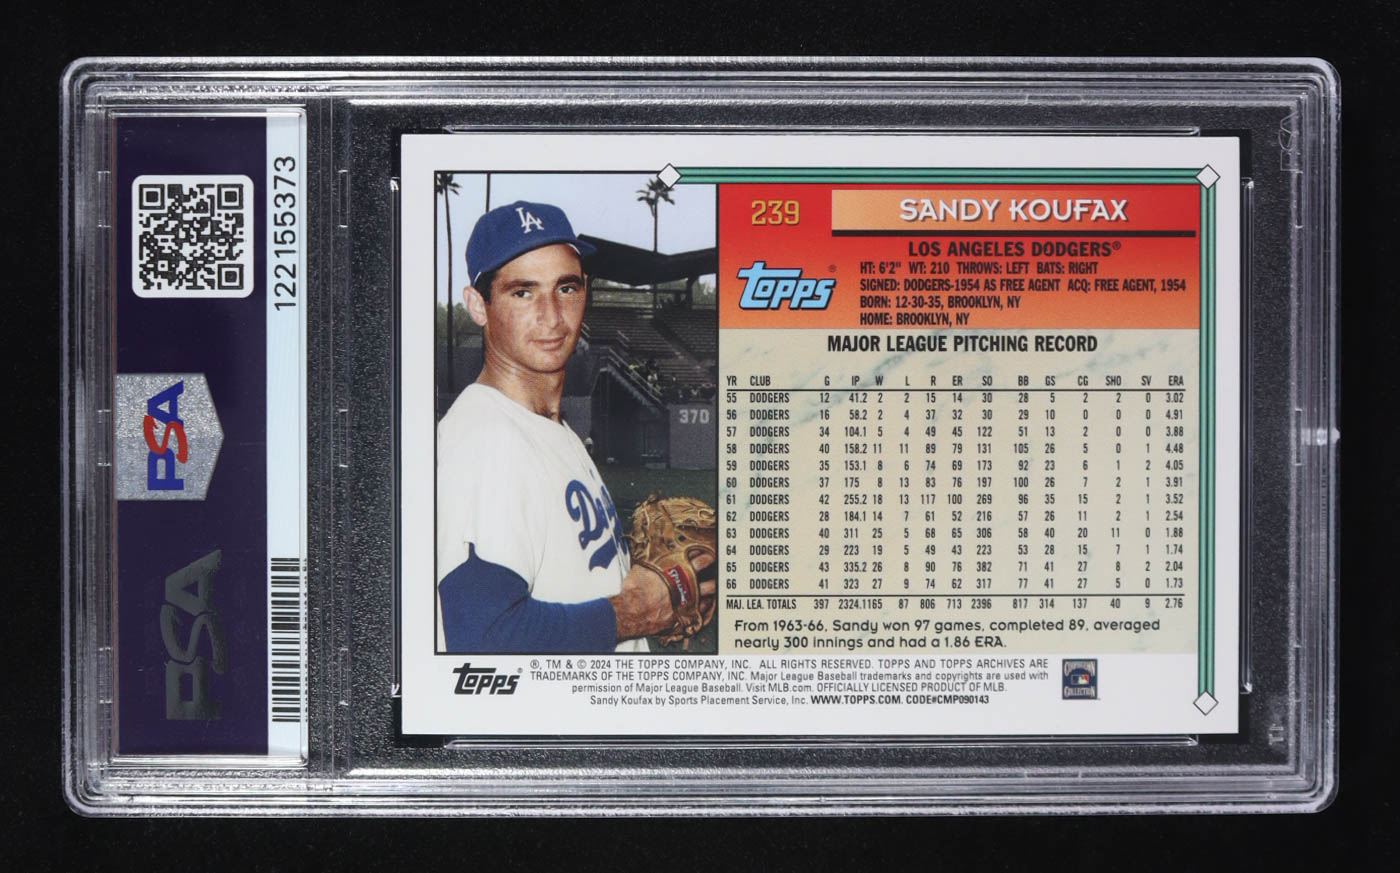 122155373
PSA
PSA
239
SANDY KOUFAX
LOS ANGELES DODGERS®
Topps®
HT: 6'2" WT: 210 THROWS: LEFT BATS: RIGHT
SIGNED: DODGERS-1954 AS FREE AGENT ACQ: FREE AGENT, 1954
BORN: 12-30-35, BROOKLYN, NY
HOME: BROOKLYN, NY
MAJOR LEAGUE PITCHING RECORD
YR CLUB G IP W L R ER SO BB GS CG SHO SV ERA
55 DODGERS 12 41.2 2 2 15 14 30 28 5 2 2 0 3.02
56 DODGERS 16 58.2 2 4 37 32 30 29 10 0 0 0 4.91
57 DODGERS 34 104.1 5 4 49 45 122 51 13 2 0 0 3.88
58 DODGERS 40 158.2 11 11 89 79 131 105 26 5 0 1 4.48
59 DODGERS 35 153.1 8 6 74 69 173 92 23 6 1 2 4.05
60 DODGERS 37 175 8 13 83 76 197 100 26 7 2 1 3.91
61 DODGERS 42 255.2 18 13 117 100 269 96 35 15 2 1 3.52
62 DODGERS 28 184.1 14 7 61 52 216 57 26 11 2 1 2.54
63 DODGERS 40 311 25 5 68 65 306 58 40 20 11 0 1.88
64 DODGERS 29 223 19 5 49 43 223 53 28 15 7 1 1.74
65 DODGERS 43 335.2 26 8 90 76 382 71 41 27 8 2 2.04
66 DODGERS 41 323 27 9 74 62 317 77 41 27 5 0 1.73
MAJ. LEA. TOTALS 397 2324.1 165 87 806 713 2396 817 314 137 40 9 2.76
From 1963-66, Sandy won 97 games, completed 89, averaged
nearly 300 innings and had a 1.86 ERA.
LA
370
Topps®
®, TM & © 2024 THE TOPPS COMPANY, INC. ALL RIGHTS RESERVED. TOPPS AND TOPPS ARCHIVES ARE
TRADEMARKS OF THE TOPPS COMPANY, INC. Major League Baseball trademarks and copyrights are used with
permission of Major League Baseball. Visit MLB.com. OFFICIALLY LICENSED PRODUCT OF MLB.
Sandy Koufax by Sports Placement Service, Inc. WWW.TOPPS.COM. CODE#CMP090143
COOPERSTOWN
COLLECTION